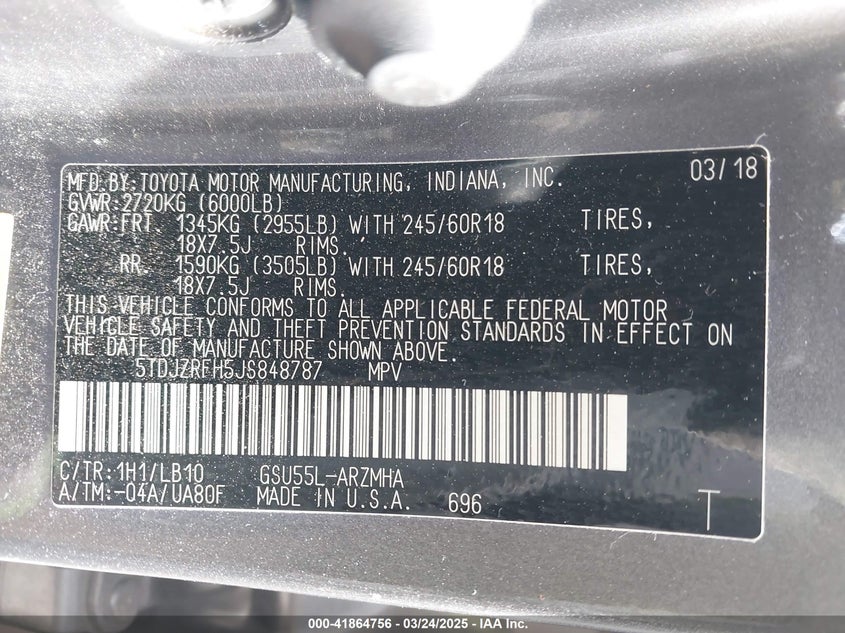 03/18
MFD.BY:TOYOTA MOTOR MANUFACTURING, INDIANA, INC.
GVWR:2720KG (6000LB)
GAWR:FRT 1345KG (2955LB) WITH 245/60R18 TIRES,
18X7.5J RIMS.
RR. 1590KG (3505LB) WITH 245/60R18 TIRES,
18X7.5J RIMS.
THIS VEHICLE CONFORMS TO ALL APPLICABLE FEDERAL MOTOR
VEHICLE SAFETY AND THEFT PREVENTION STANDARDS IN EFFECT ON
THE DATE OF MANUFACTURE SHOWN ABOVE.
5TDJZRFH5JS848787 MPV
C/TR:1H1/LB10 GSU55L-ARZMHA
A/TM:-04A/UA80F MADE IN U.S.A. 696
T
000-41864756 - 03/24/2025 - IAA Inc.